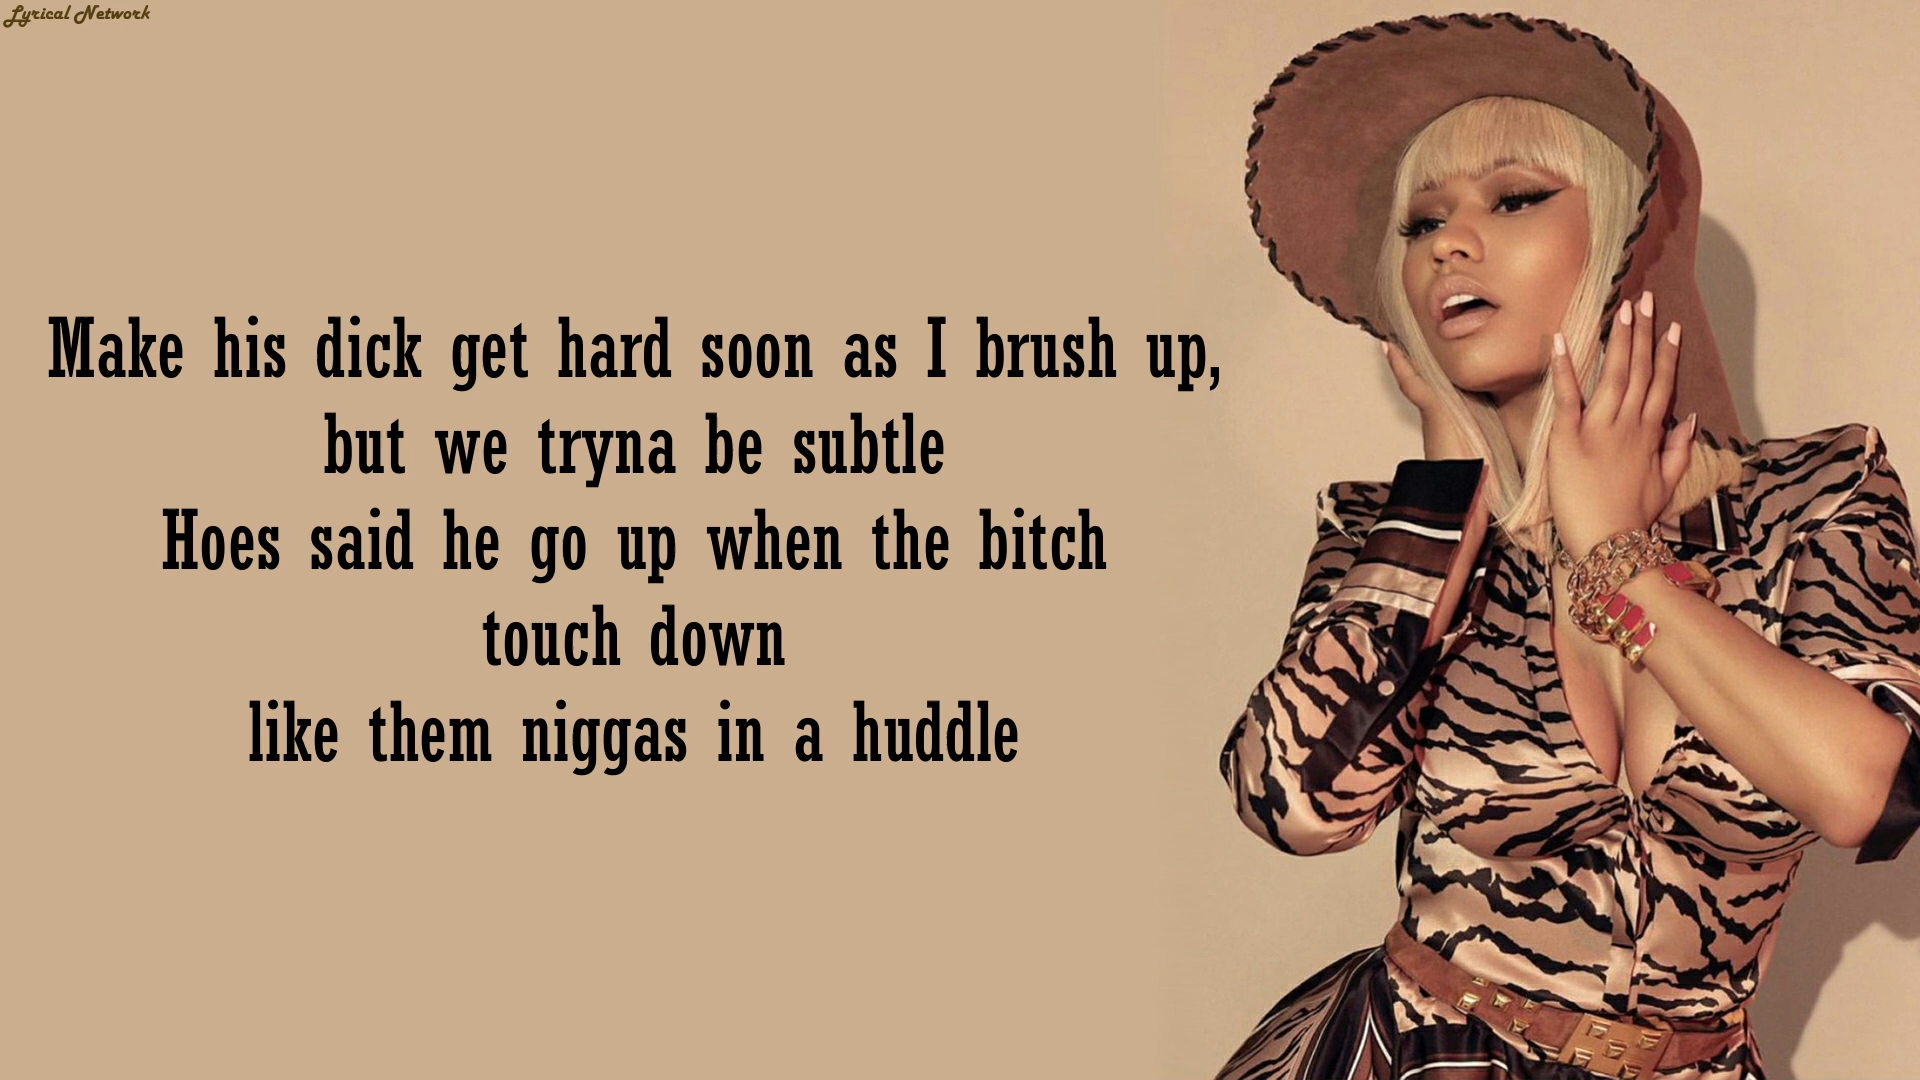 Lyrical Network
Make his dick get hard soon as I brush up,
but we tryna be subtle
Hoes said he go up when the bitch
touch down
like them niggas in a huddle